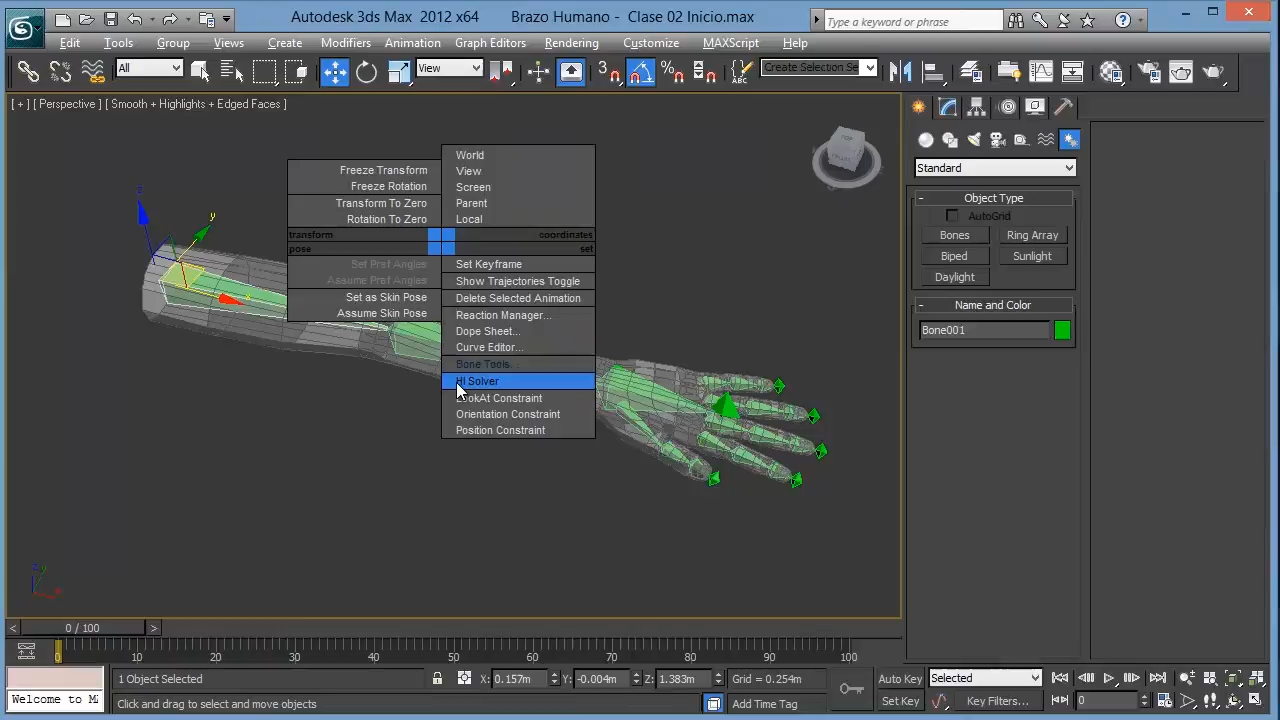 Autodesk 3ds Max 2012 x64 Brazo Humano - Clase 02 Inicio.max
Type a keyword or phrase
Edit Tools Group Views Create Modifiers Animation Graph Editors Rendering Customize MAXScript Help
All
View
Create Selection Se
[ + ] [ Perspective ] [ Smooth + Highlights + Edged Faces ]
Freeze Transform
Freeze Rotation
Transform To Zero
Rotation To Zero
transform
pose
Set Pref Angles
Assume Pref Angles
Set as Skin Pose
Assume Skin Pose
World
View
Screen
Parent
Local
coordinates
set
Set Keyframe
Show Trajectories Toggle
Delete Selected Animation
Reaction Manager...
Dope Sheet...
Curve Editor...
Bone Tools...
HI Solver
LookAt Constraint
Orientation Constraint
Position Constraint
z
y
x
Standard
- Object Type
AutoGrid
Bones Ring Array
Biped Sunlight
Daylight
- Name and Color
Bone001
< 0 / 100 >
0 10 20 30 40 50 60 70 80 90 100
1 Object Selected
X: 0.157m Y: -0.004m Z: 1.383m Grid = 0.254m
Auto Key Selected
Welcome to M
Click and drag to select and move objects
Add Time Tag
Set Key Key Filters... 0